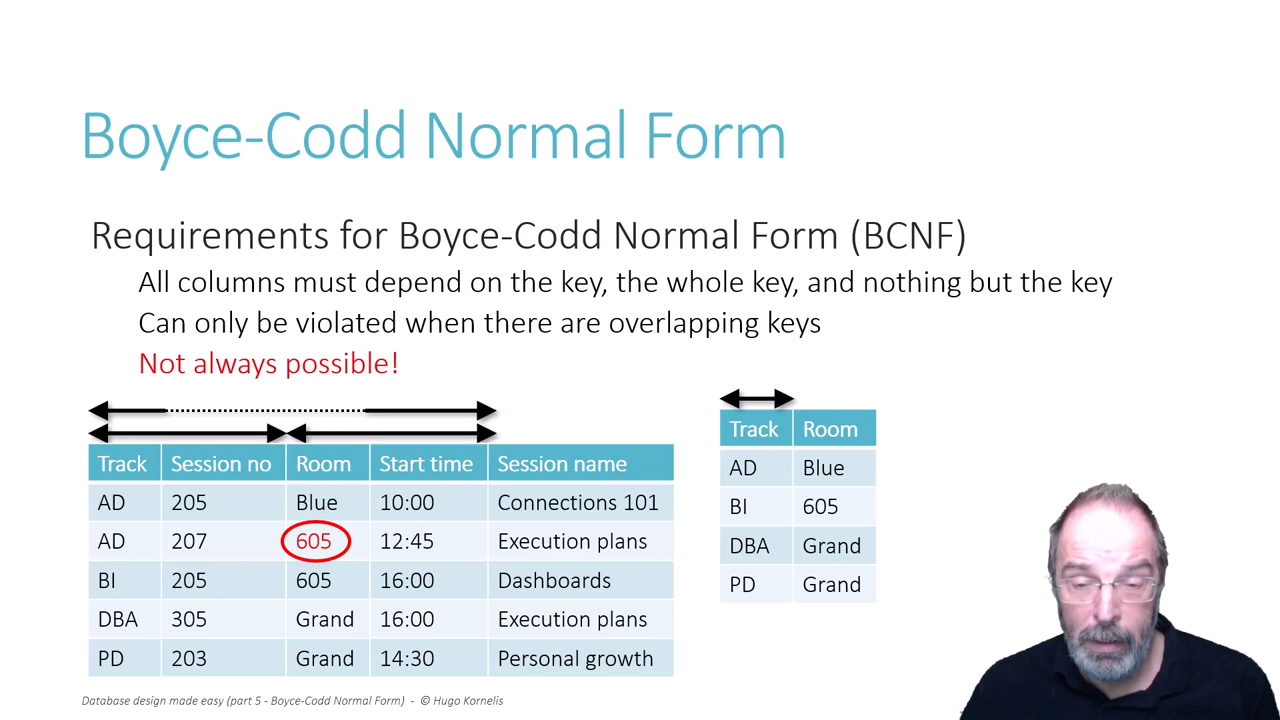 Boyce-Codd Normal Form
Requirements for Boyce-Codd Normal Form (BCNF)
All columns must depend on the key, the whole key, and nothing but the key
Can only be violated when there are overlapping keys
Not always possible!
Track Session no Room Start time Session name
AD 205 Blue 10:00 Connections 101
AD 207 605 12:45 Execution plans
BI 205 605 16:00 Dashboards
DBA 305 Grand 16:00 Execution plans
PD 203 Grand 14:30 Personal growth
Track Room
AD Blue
BI 605
DBA Grand
PD Grand
Database design made easy (part 5 - Boyce-Codd Normal Form) - © Hugo Kornelis